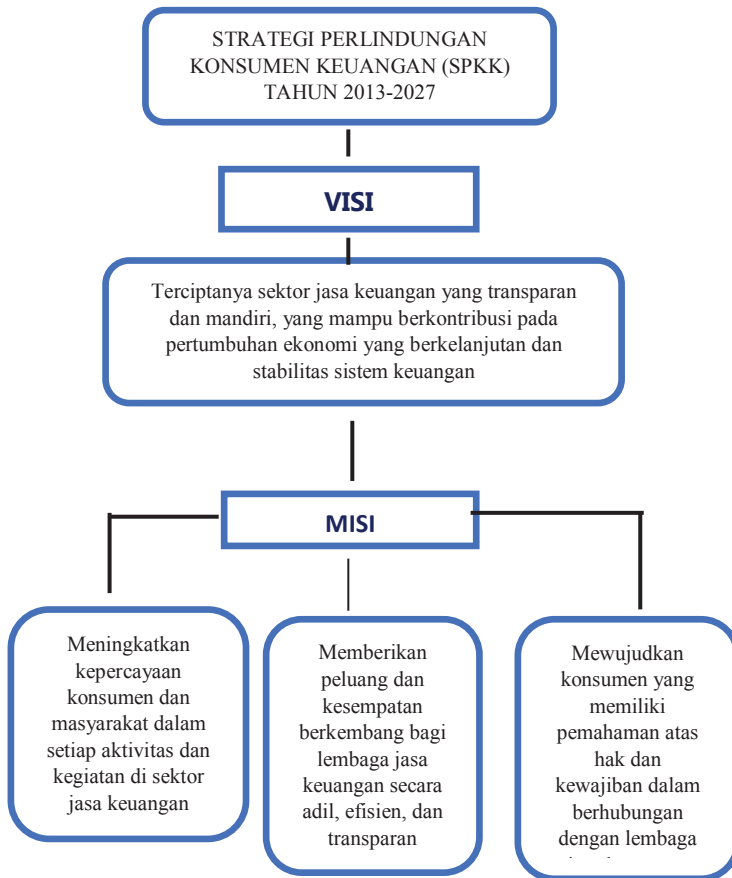 STRATEGI PERLINDUNGAN
KONSUMEN KEUANGAN (SPKK)
TAHUN 2013-2027
VISI
Terciptanya sektor jasa keuangan yang transparan
dan mandiri, yang mampu berkontribusi pada
pertumbuhan ekonomi yang berkelanjutan dan
stabilitas sistem keuangan
MISI
Meningkatkan
kepercayaan
konsumen dan
masyarakat dalam
setiap aktivitas dan
kegiatan di sektor
jasa keuangan
Memberikan
peluang dan
kesempatan
berkembang bagi
lembaga jasa
keuangan secara
adil, efisien, dan
transparan
Mewujudkan
konsumen yang
memiliki
pemahaman atas
hak dan
kewajiban dalam
berhubungan
dengan lembaga